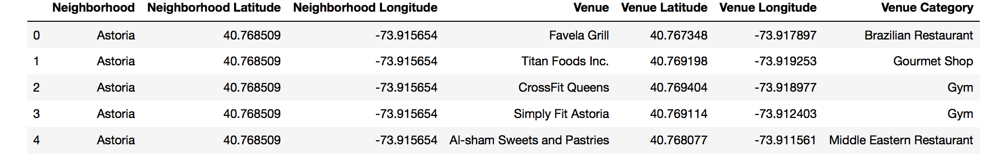 Neighborhood Neighborhood Latitude Neighborhood Longitude Venue Venue Latitude Venue Longitude Venue Category
0 Astoria 40.768509 -73.915654 Favela Grill 40.767348 -73.917897 Brazilian Restaurant
1 Astoria 40.768509 -73.915654 Titan Foods Inc. 40.769198 -73.919253 Gourmet Shop
2 Astoria 40.768509 -73.915654 CrossFit Queens 40.769404 -73.918977 Gym
3 Astoria 40.768509 -73.915654 Simply Fit Astoria 40.769114 -73.912403 Gym
4 Astoria 40.768509 -73.915654 Al-sham Sweets and Pastries 40.768077 -73.911561 Middle Eastern Restaurant